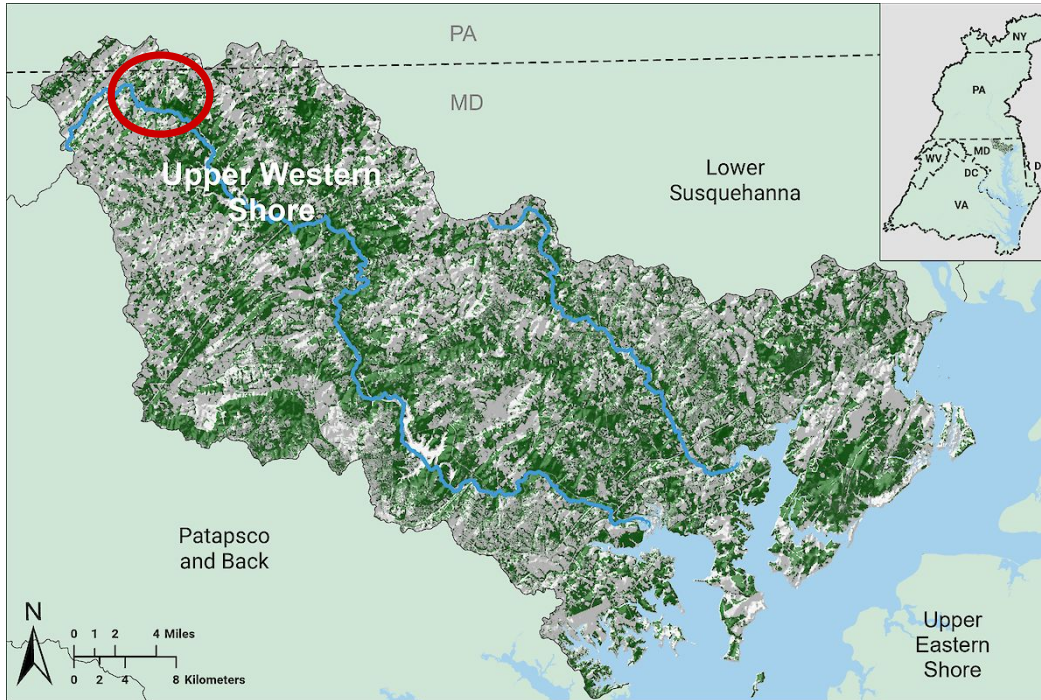 PA
MD
Upper Western
Shore
Lower
Susquehanna
Patapsco
and Back
Upper
Eastern
Shore
N
0 1 2 4 Miles
0 2 4 8 Kilometers
NY
PA
WV
MD
DC
D
VA